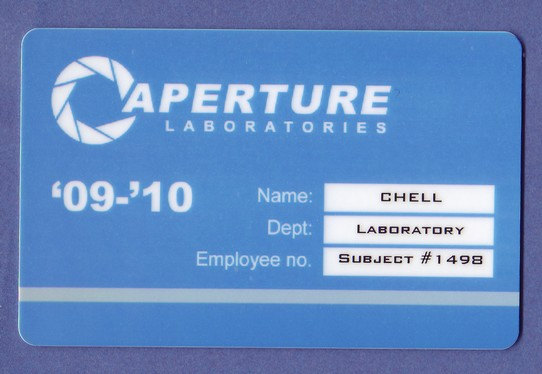 APERTURE
LABORATORIES
‘09-’10
Name: CHELL
Dept: LABORATORY
Employee no. SUBJECT #1498